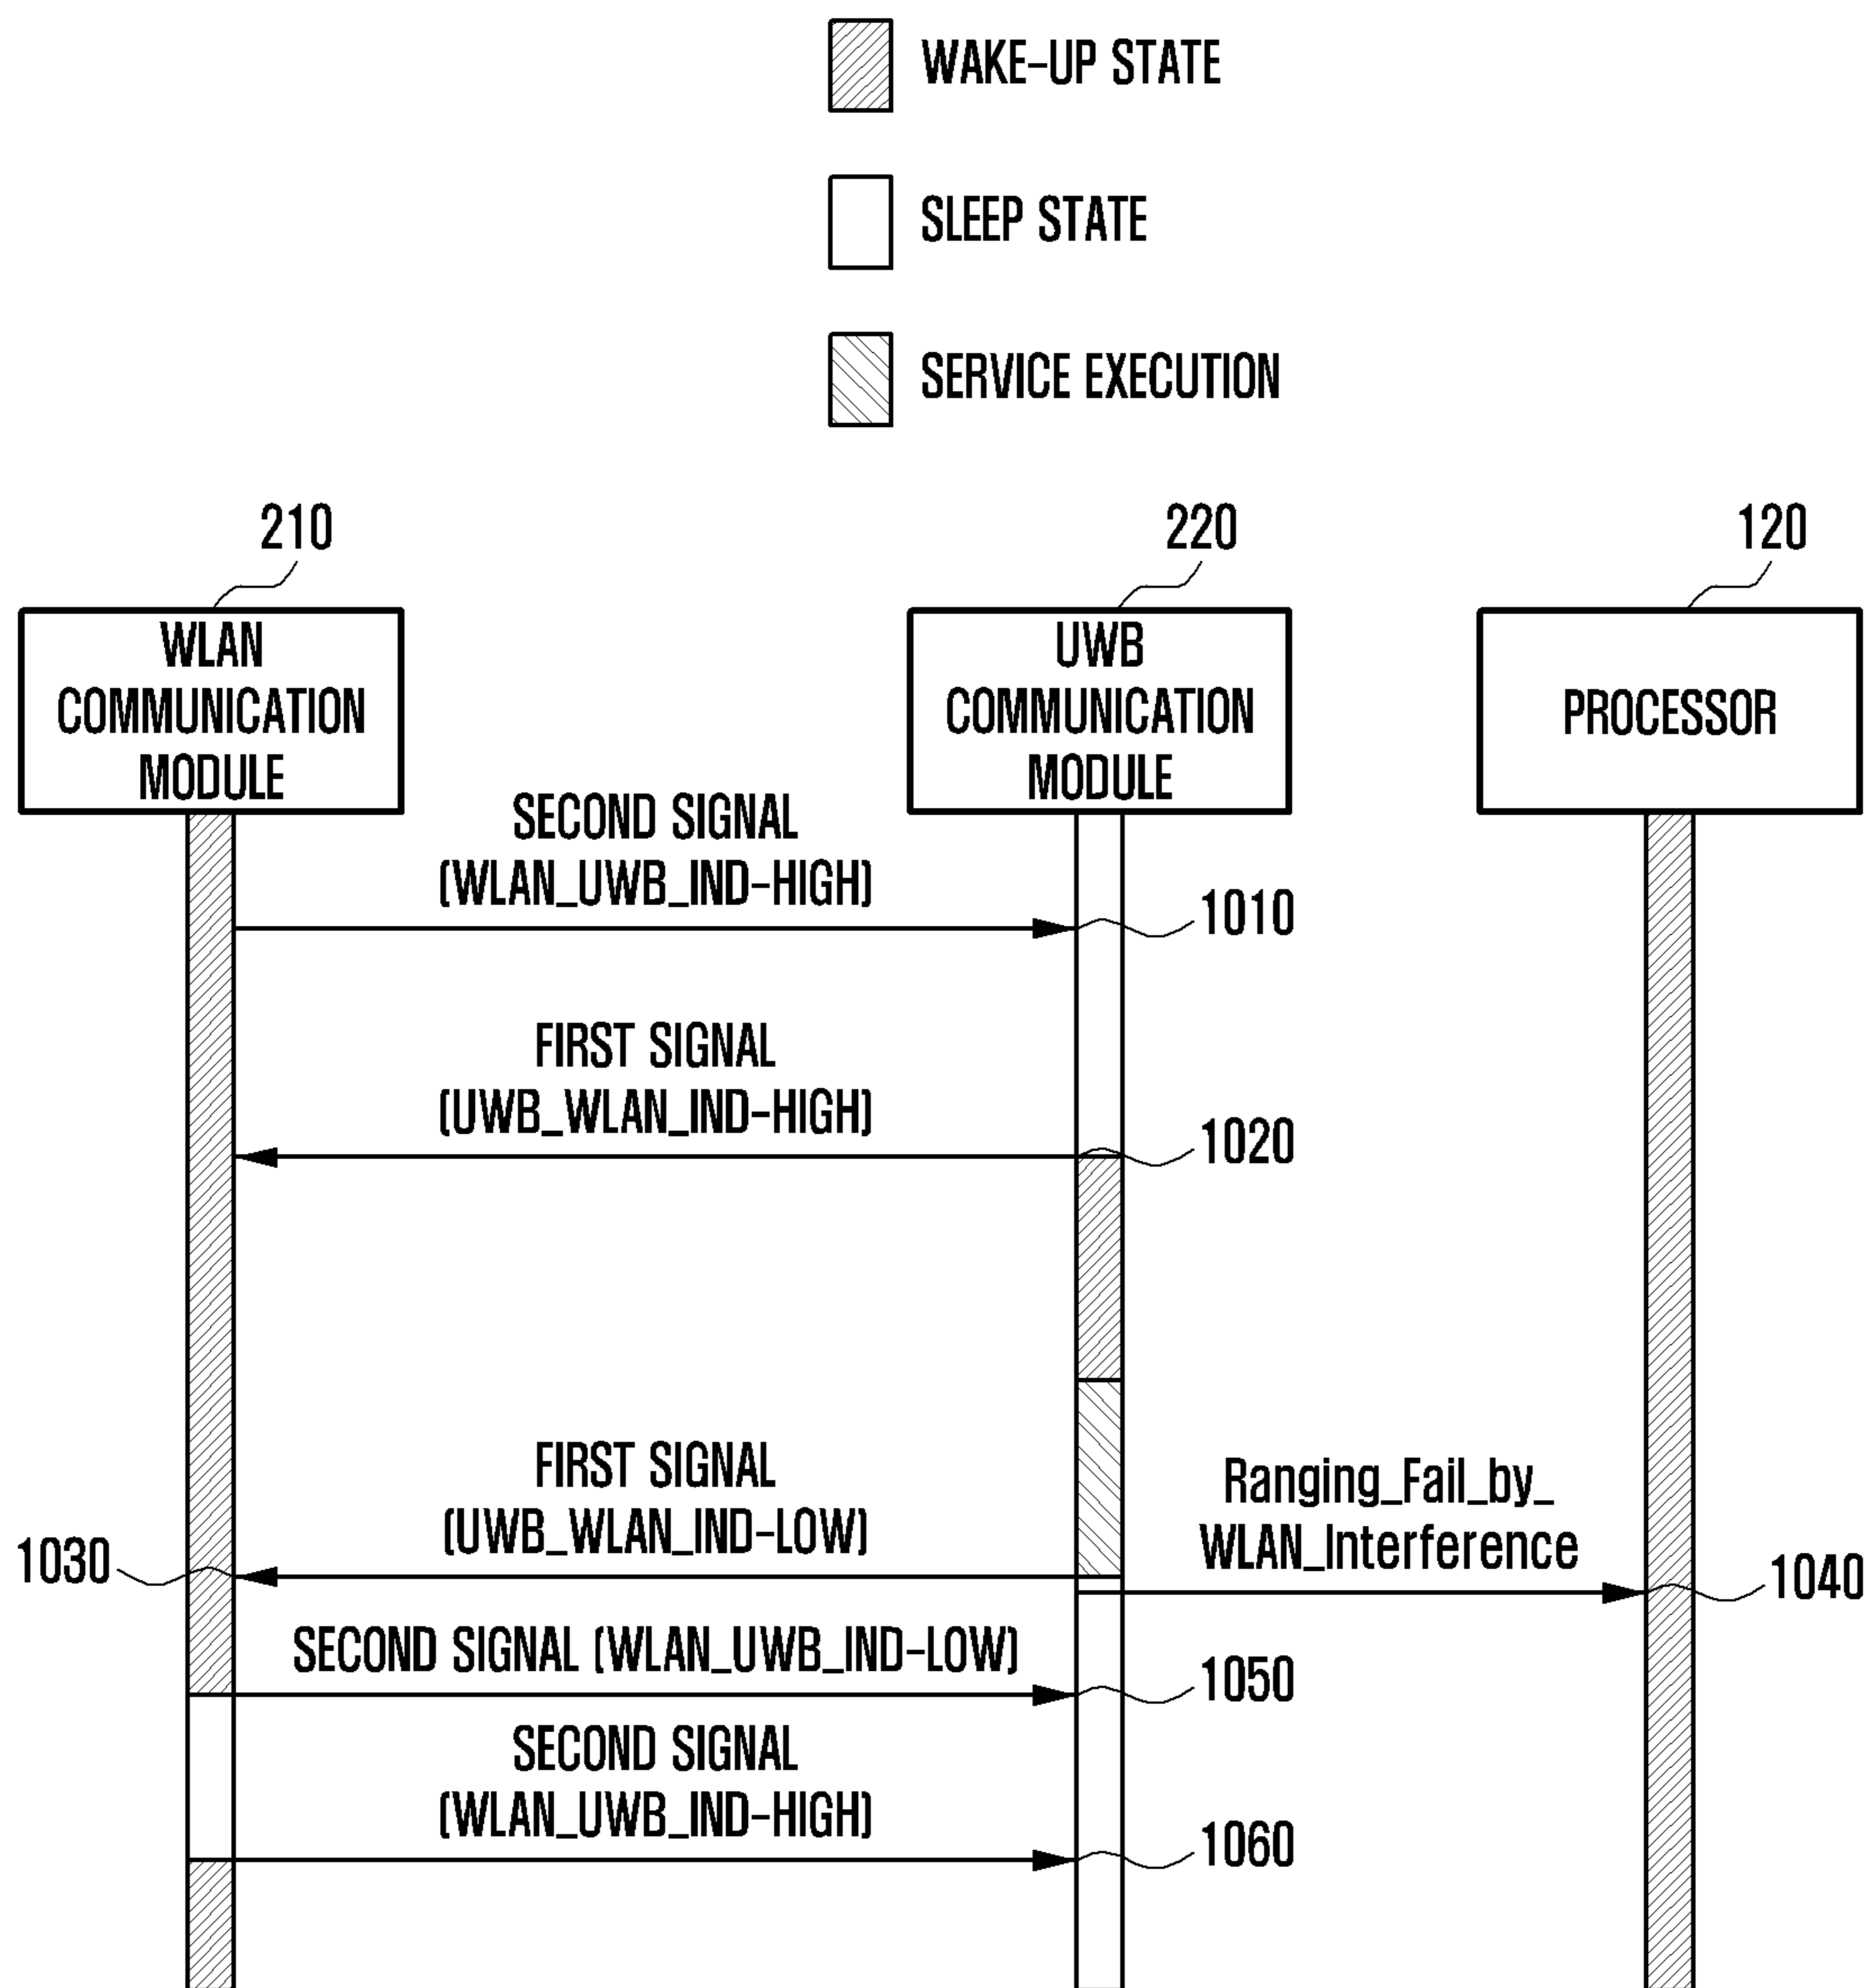 WAKE-UP STATE
SLEEP STATE
SERVICE EXECUTION
210
220
120
WLAN
COMMUNICATION
MODULE
UWB
COMMUNICATION
MODULE
PROCESSOR
SECOND SIGNAL
(WLAN_UWB_IND-HIGH)
1010
FIRST SIGNAL
(UWB_WLAN_IND-HIGH)
1020
FIRST SIGNAL
(UWB_WLAN_IND-LOW)
1030
Ranging_Fail_by_
WLAN_Interference
1040
SECOND SIGNAL (WLAN_UWB_IND-LOW)
1050
SECOND SIGNAL
(WLAN_UWB_IND-HIGH)
1060